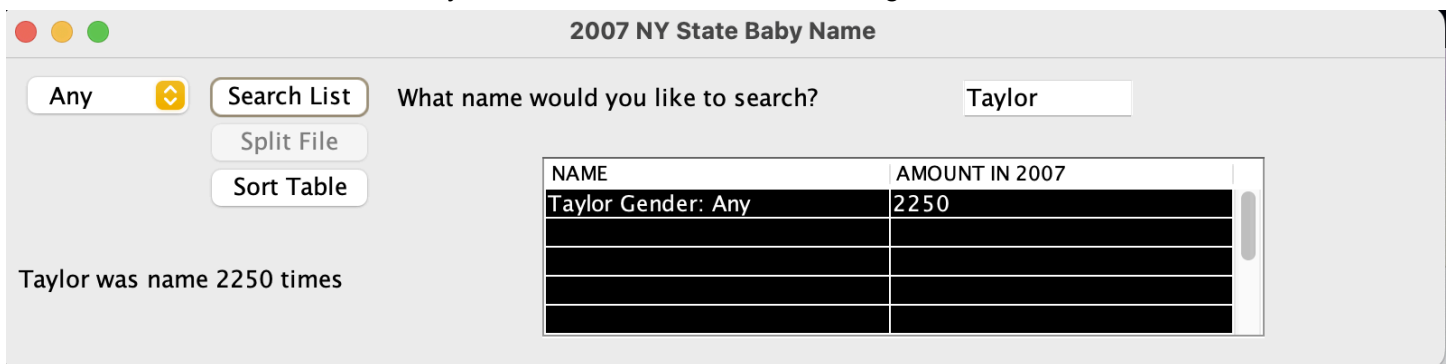 2007 NY State Baby Name
Any
Search List
What name would you like to search?
Taylor
Split File
Sort Table
NAME
AMOUNT IN 2007
Taylor Gender: Any
2250
Taylor was name 2250 times